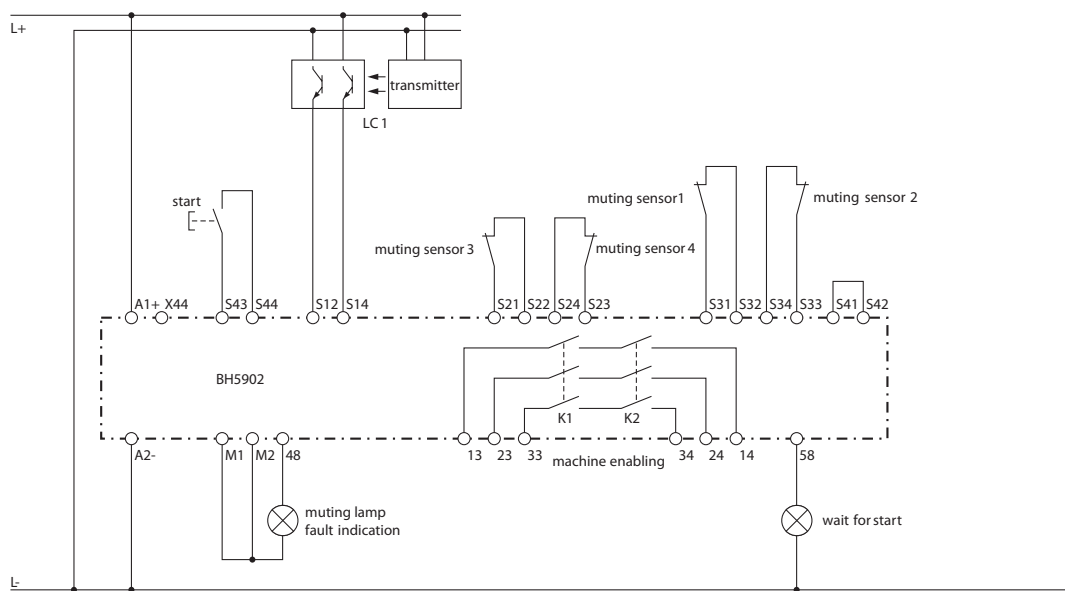 L+
transmitter
LC 1
start
muting sensor1
muting sensor 2
muting sensor 3
muting sensor 4
A1+ X44 S43 S44 S12 S14 S21 S22 S24 S23 S31 S32 S34 S33 S41 S42
BH5902
K1 K2
A2- M1 M2 48 13 23 33 machine enabling 34 24 14 58
muting lamp
fault indication
wait for start
L-